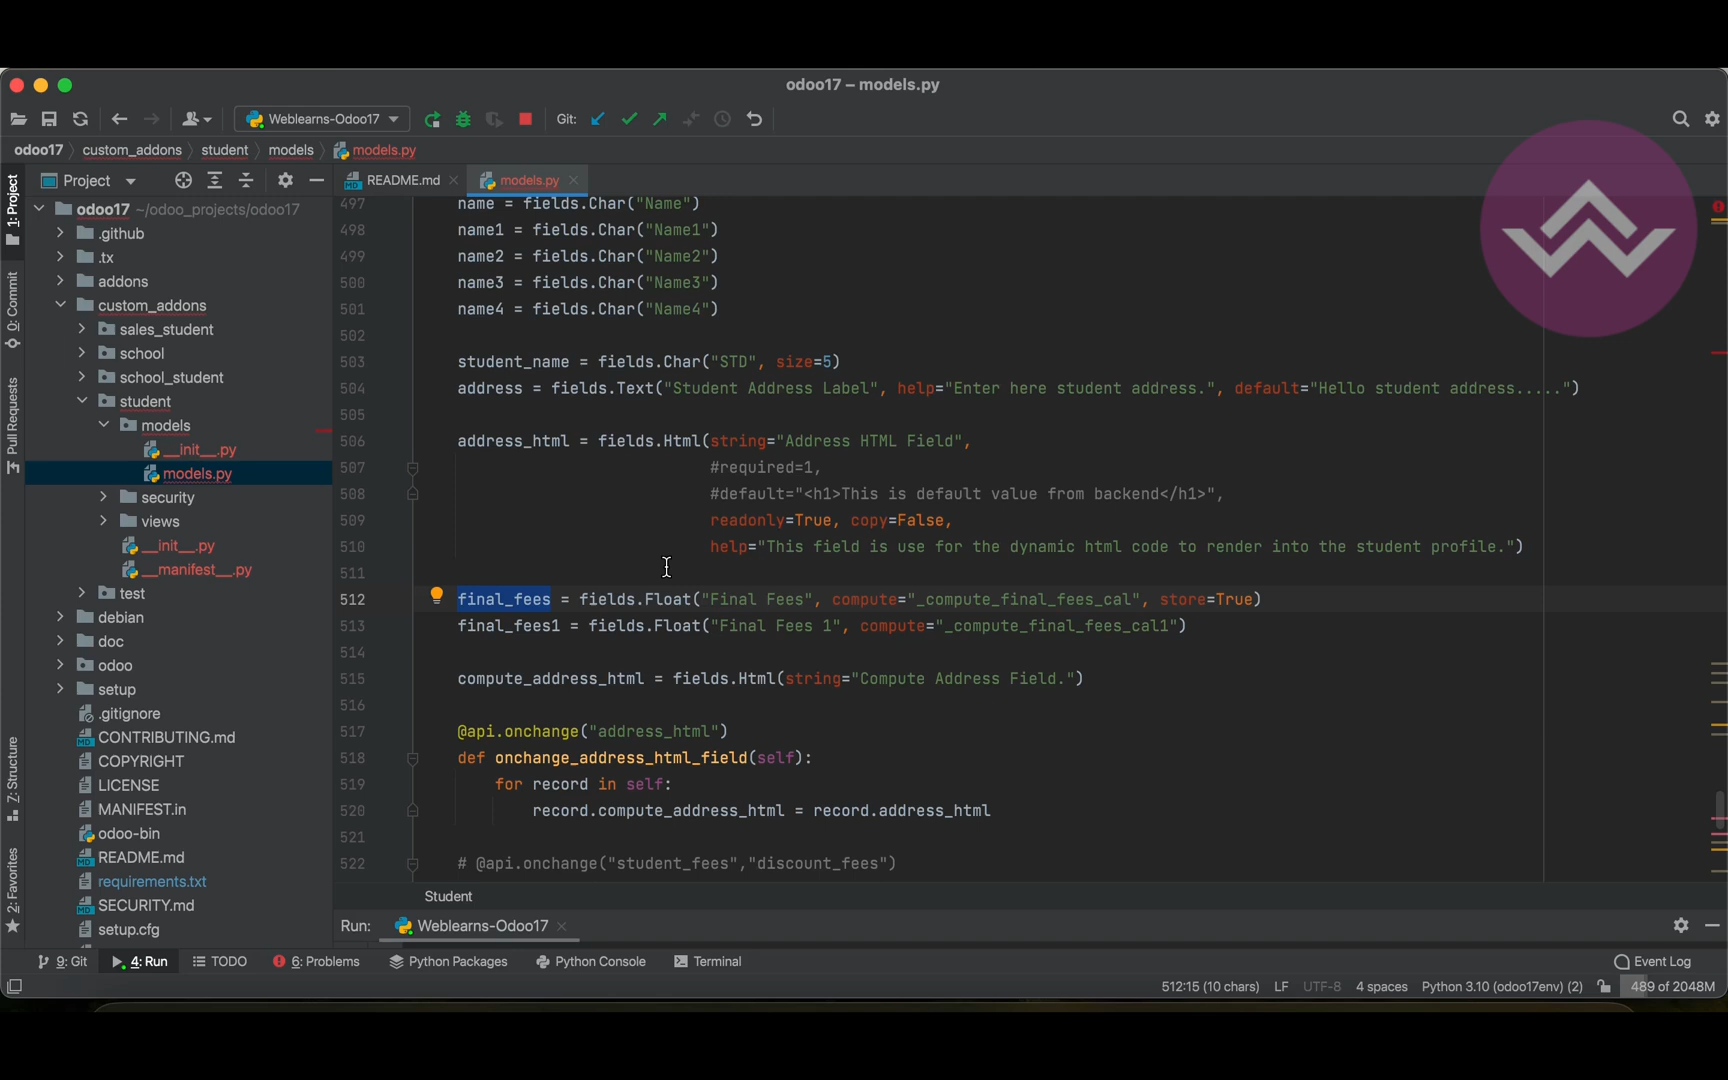 odoo17 – models.py
Weblearns-Odoo17
Git:
odoo17
custom_addons
student
models
models.py
Project
README.md
models.py
1: Project
0: Commit
Pull Requests
7: Structure
2: Favorites
odoo17 ~/odoo_projects/odoo17
.github
.tx
addons
custom_addons
sales_student
school
school_student
student
models
__init__.py
models.py
security
views
__init__.py
__manifest__.py
test
debian
doc
odoo
setup
.gitignore
CONTRIBUTING.md
COPYRIGHT
LICENSE
MANIFEST.in
odoo-bin
README.md
requirements.txt
SECURITY.md
setup.cfg
497 name = fields.Char("Name")
498 name1 = fields.Char("Name1")
499 name2 = fields.Char("Name2")
500 name3 = fields.Char("Name3")
501 name4 = fields.Char("Name4")
502
503 student_name = fields.Char("STD", size=5)
504 address = fields.Text("Student Address Label", help="Enter here student address.", default="Hello student address.....")
505
506 address_html = fields.Html(string="Address HTML Field",
507 #required=1,
508 #default="<h1>This is default value from backend</h1>",
509 readonly=True, copy=False,
510 help="This field is use for the dynamic html code to render into the student profile.")
511
512 final_fees = fields.Float("Final Fees", compute="_compute_final_fees_cal", store=True)
513 final_fees1 = fields.Float("Final Fees 1", compute="_compute_final_fees_cal1")
514
515 compute_address_html = fields.Html(string="Compute Address Field.")
516
517 @api.onchange("address_html")
518 def onchange_address_html_field(self):
519 for record in self:
520 record.compute_address_html = record.address_html
521
522 # @api.onchange("student_fees","discount_fees")
Student
Run:
Weblearns-Odoo17
9: Git
4: Run
TODO
6: Problems
Python Packages
Python Console
Terminal
Event Log
512:15 (10 chars)
LF
UTF-8
4 spaces
Python 3.10 (odoo17env) (2)
489 of 2048M